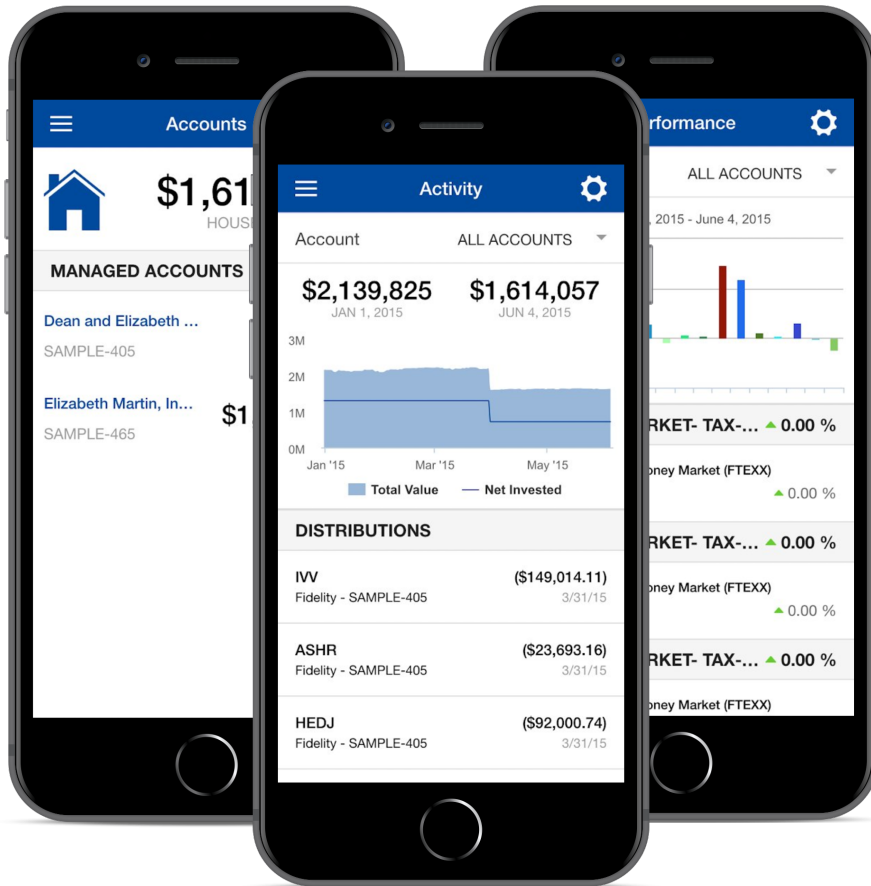 Accounts
$1,61
MANAGED ACCOUNTS
Dean and Elizabeth ...
SAMPLE-405
Elizabeth Martin, In...
$1
SAMPLE-465
Activity
Account
ALL ACCOUNTS
$2,139,825
$1,614,057
JAN 1, 2015
JUN 4, 2015
3M
2M
1M
0M
Jan '15
Mar '15
May '15
Total Value
Net Invested
DISTRIBUTIONS
IVV
($149,014.11)
Fidelity - SAMPLE-405
3/31/15
ASHR
($23,693.16)
Fidelity - SAMPLE-405
3/31/15
HEDJ
($92,000.74)
Fidelity - SAMPLE-405
3/31/15
rformance
ALL ACCOUNTS
, 2015 - June 4, 2015
RKET- TAX-... 0.00 %
oney Market (FTEXX)
0.00 %
RKET- TAX-... 0.00 %
oney Market (FTEXX)
0.00 %
RKET- TAX-... 0.00 %
oney Market (FTEXX)